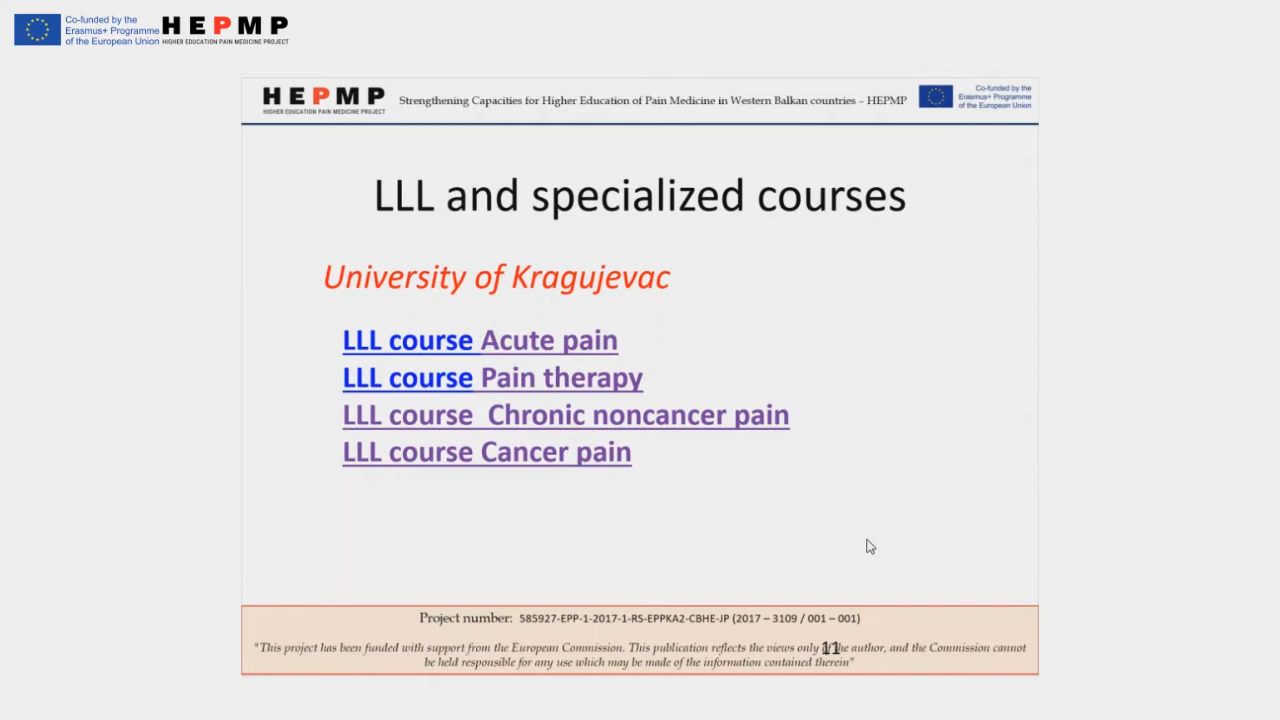 Co-funded by the
Erasmus+ Programme
of the European Union
HEPMP
HIGHER EDUCATION PAIN MEDICINE PROJECT
HEPMP
HIGHER EDUCATION PAIN MEDICINE PROJECT
Strengthening Capacities for Higher Education of Pain Medicine in Western Balkan countries – HEPMP
Co-funded by the
Erasmus+ Programme
of the European Union
LLL and specialized courses
University of Kragujevac
LLL course Acute pain
LLL course Pain therapy
LLL course  Chronic noncancer pain
LLL course Cancer pain
Project number: 585927-EPP-1-2017-1-RS-EPPKA2-CBHE-JP (2017 – 3109 / 001 – 001)
"This project has been funded with support from the European Commission. This publication reflects the views only of the author, and the Commission cannot
be held responsible for any use which may be made of the information contained therein"
11